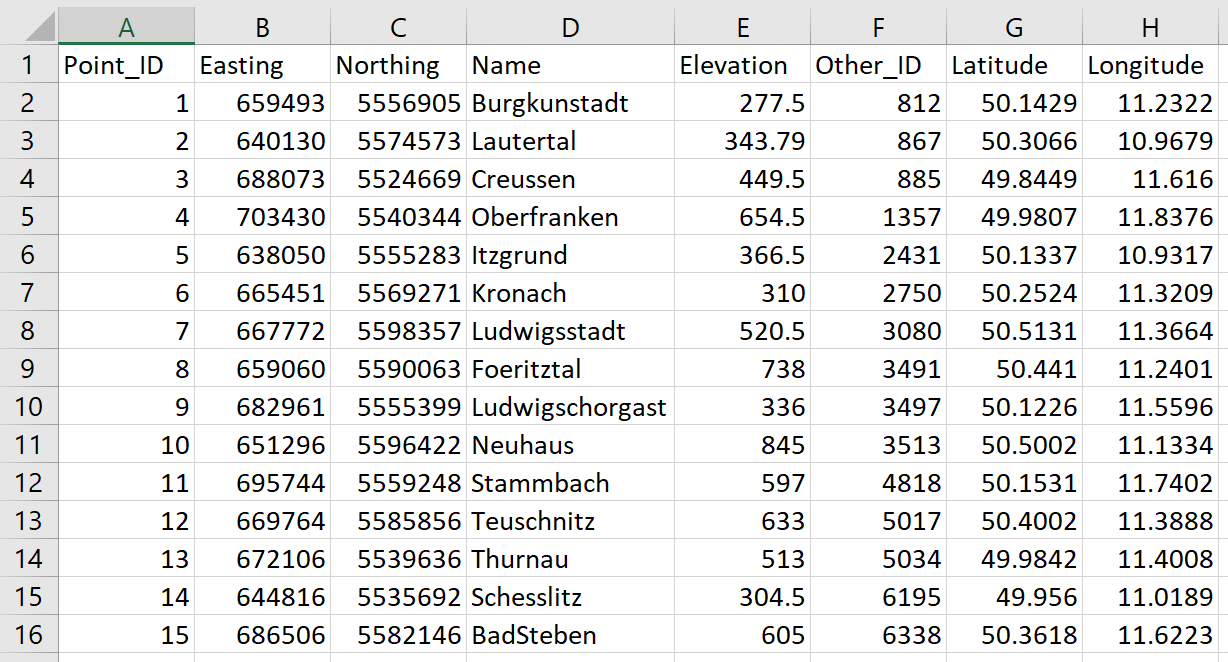 A B C D E F G H
1 Point_ID Easting Northing Name Elevation Other_ID Latitude Longitude
2 1 659493 5556905 Burgkunstadt 277.5 812 50.1429 11.2322
3 2 640130 5574573 Lautertal 343.79 867 50.3066 10.9679
4 3 688073 5524669 Creussen 449.5 885 49.8449 11.616
5 4 703430 5540344 Oberfranken 654.5 1357 49.9807 11.8376
6 5 638050 5555283 Itzgrund 366.5 2431 50.1337 10.9317
7 6 665451 5569271 Kronach 310 2750 50.2524 11.3209
8 7 667772 5598357 Ludwigsstadt 520.5 3080 50.5131 11.3664
9 8 659060 5590063 Foeritztal 738 3491 50.441 11.2401
10 9 682961 5555399 Ludwigschorgast 336 3497 50.1226 11.5596
11 10 651296 5596422 Neuhaus 845 3513 50.5002 11.1334
12 11 695744 5559248 Stammbach 597 4818 50.1531 11.7402
13 12 669764 5585856 Teuschnitz 633 5017 50.4002 11.3888
14 13 672106 5539636 Thurnau 513 5034 49.9842 11.4008
15 14 644816 5535692 Schesslitz 304.5 6195 49.956 11.0189
16 15 686506 5582146 BadSteben 605 6338 50.3618 11.6223